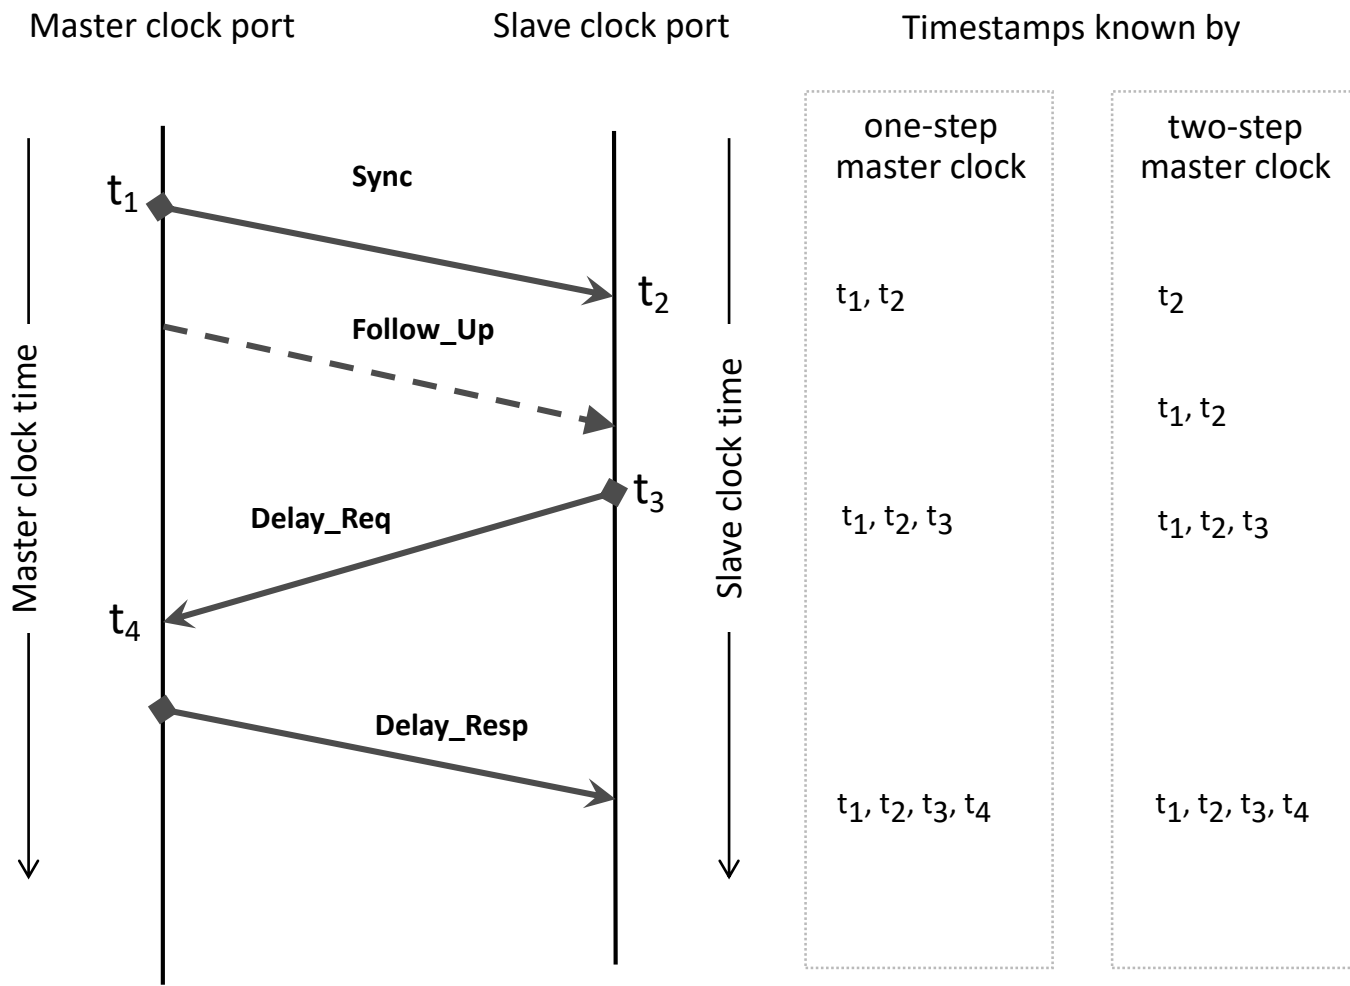 Master clock port
Slave clock port
Timestamps known by
one-step
master clock
two-step
master clock
Sync
t1
t2
t1, t2
t2
Follow_Up
Master clock time
Slave clock time
t1, t2
t3
Delay_Req
t1, t2, t3
t1, t2, t3
t4
Delay_Resp
t1, t2, t3, t4
t1, t2, t3, t4